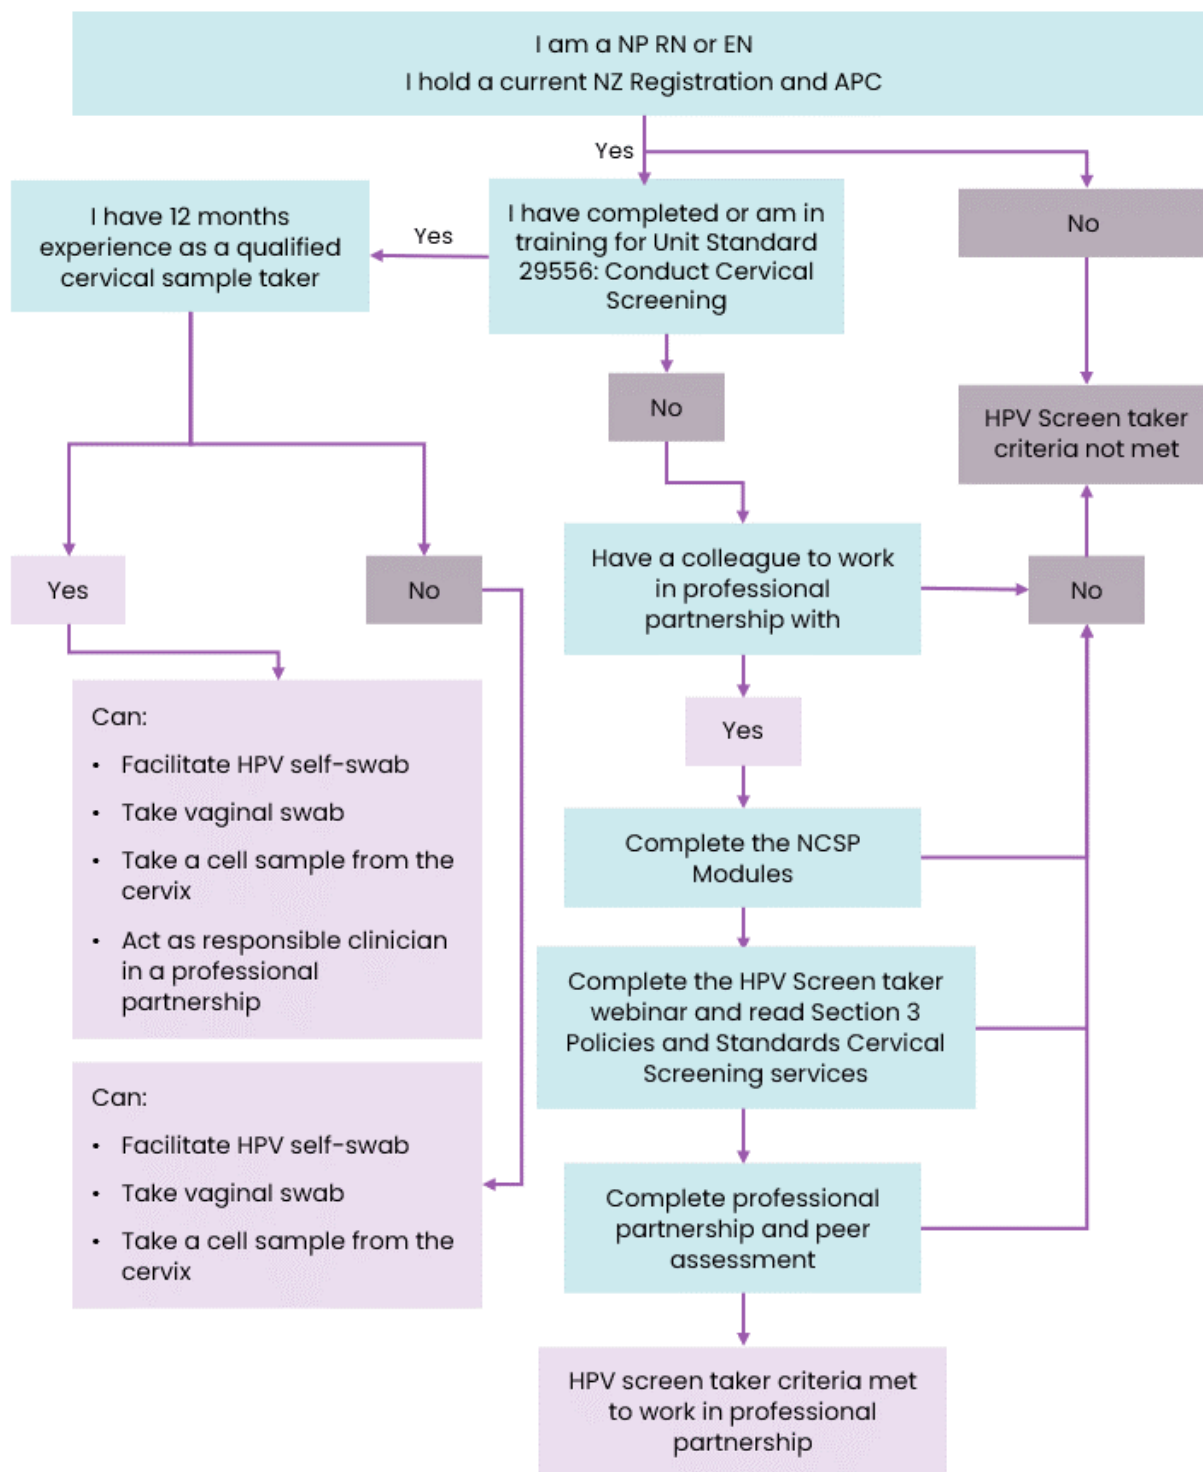 I am a NP RN or EN
I hold a current NZ Registration and APC
Yes
I have 12 months
experience as a qualified
cervical sample taker
Yes
I have completed or am in
training for Unit Standard
29556: Conduct Cervical
Screening
No
No
HPV Screen taker
criteria not met
Yes
No
Have a colleague to work
in professional
partnership with
No
Yes
Can:
• Facilitate HPV self-swab
• Take vaginal swab
• Take a cell sample from the
cervix
• Act as responsible clinician
in a professional
partnership
Complete the NCSP
Modules
Complete the HPV Screen taker
webinar and read Section 3
Policies and Standards Cervical
Screening services
Can:
• Facilitate HPV self-swab
• Take vaginal swab
• Take a cell sample from the
cervix
Complete professional
partnership and peer
assessment
HPV screen taker criteria met
to work in professional
partnership